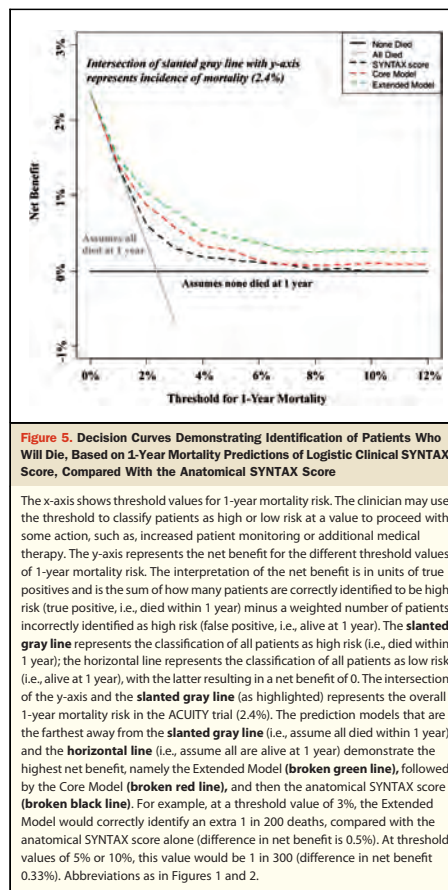 3%
2%
1%
0%
-1%
Net Benefit
Intersection of slanted gray line with y-axis
represents incidence of mortality (2.4%)
None Died
All Died
SYNTAX score
Core Model
Extended Model
Assumes all
died at 1 year
Assumes none died at 1 year
0% 2% 4% 6% 8% 10% 12%
Threshold for 1-Year Mortality
Figure 5. Decision Curves Demonstrating Identification of Patients Who
Will Die, Based on 1-Year Mortality Predictions of Logistic Clinical SYNTAX
Score, Compared With the Anatomical SYNTAX Score
The x-axis shows threshold values for 1-year mortality risk. The clinician may use
the threshold to classify patients as high or low risk at a value to proceed with
some action, such as, increased patient monitoring or additional medical
therapy. The y-axis represents the net benefit for the different threshold values
of 1-year mortality risk. The interpretation of the net benefit is in units of true
positives and is the sum of how many patients are correctly identified to be high
risk (true positive, i.e., died within 1 year) minus a weighted number of patients
incorrectly identified as high risk (false positive, i.e., alive at 1 year). The slanted
gray line represents the classification of all patients as high risk (i.e., died within
1 year); the horizontal line represents the classification of all patients as low risk
(i.e., alive at 1 year), with the latter resulting in a net benefit of 0. The intersection
of the y-axis and the slanted gray line (as highlighted) represents the overall
1-year mortality risk in the ACUITY trial (2.4%). The prediction models that are
the farthest away from the slanted gray line (i.e., assume all died within 1 year)
and the horizontal line (i.e., assume all are alive at 1 year) demonstrate the
highest net benefit, namely the Extended Model (broken green line), followed
by the Core Model (broken red line), and then the anatomical SYNTAX score
(broken black line). For example, at a threshold value of 3%, the Extended
Model would correctly identify an extra 1 in 200 deaths, compared with the
anatomical SYNTAX score alone (difference in net benefit is 0.5%). At threshold
values of 5% or 10%, this value would be 1 in 300 (difference in net benefit
0.33%). Abbreviations as in Figures 1 and 2.